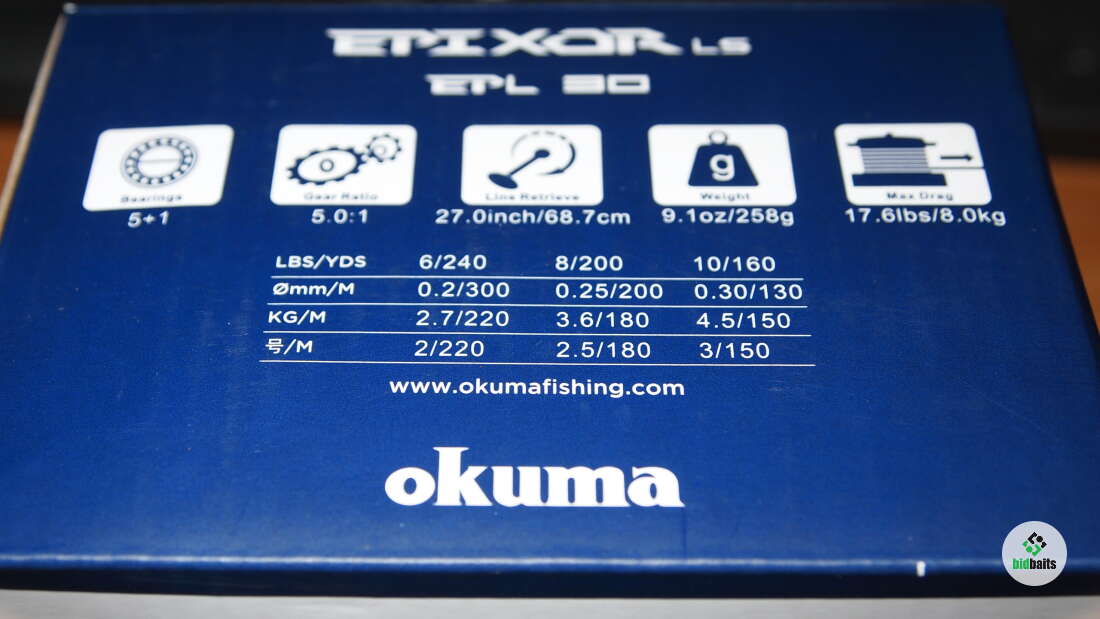 EPIXOR LS
EPL 30
Bearings Gear Ratio Line Retrieve g Weight Max Drag
5+1 5.0:1 27.0inch/68.7cm 9.1oz/258g 17.6lbs/8.0kg
LBS/YDS 6/240 8/200 10/160
Ømm/M 0.2/300 0.25/200 0.30/130
KG/M 2.7/220 3.6/180 4.5/150
号/M 2/220 2.5/180 3/150
www.okumafishing.com
okuma
bidbaits